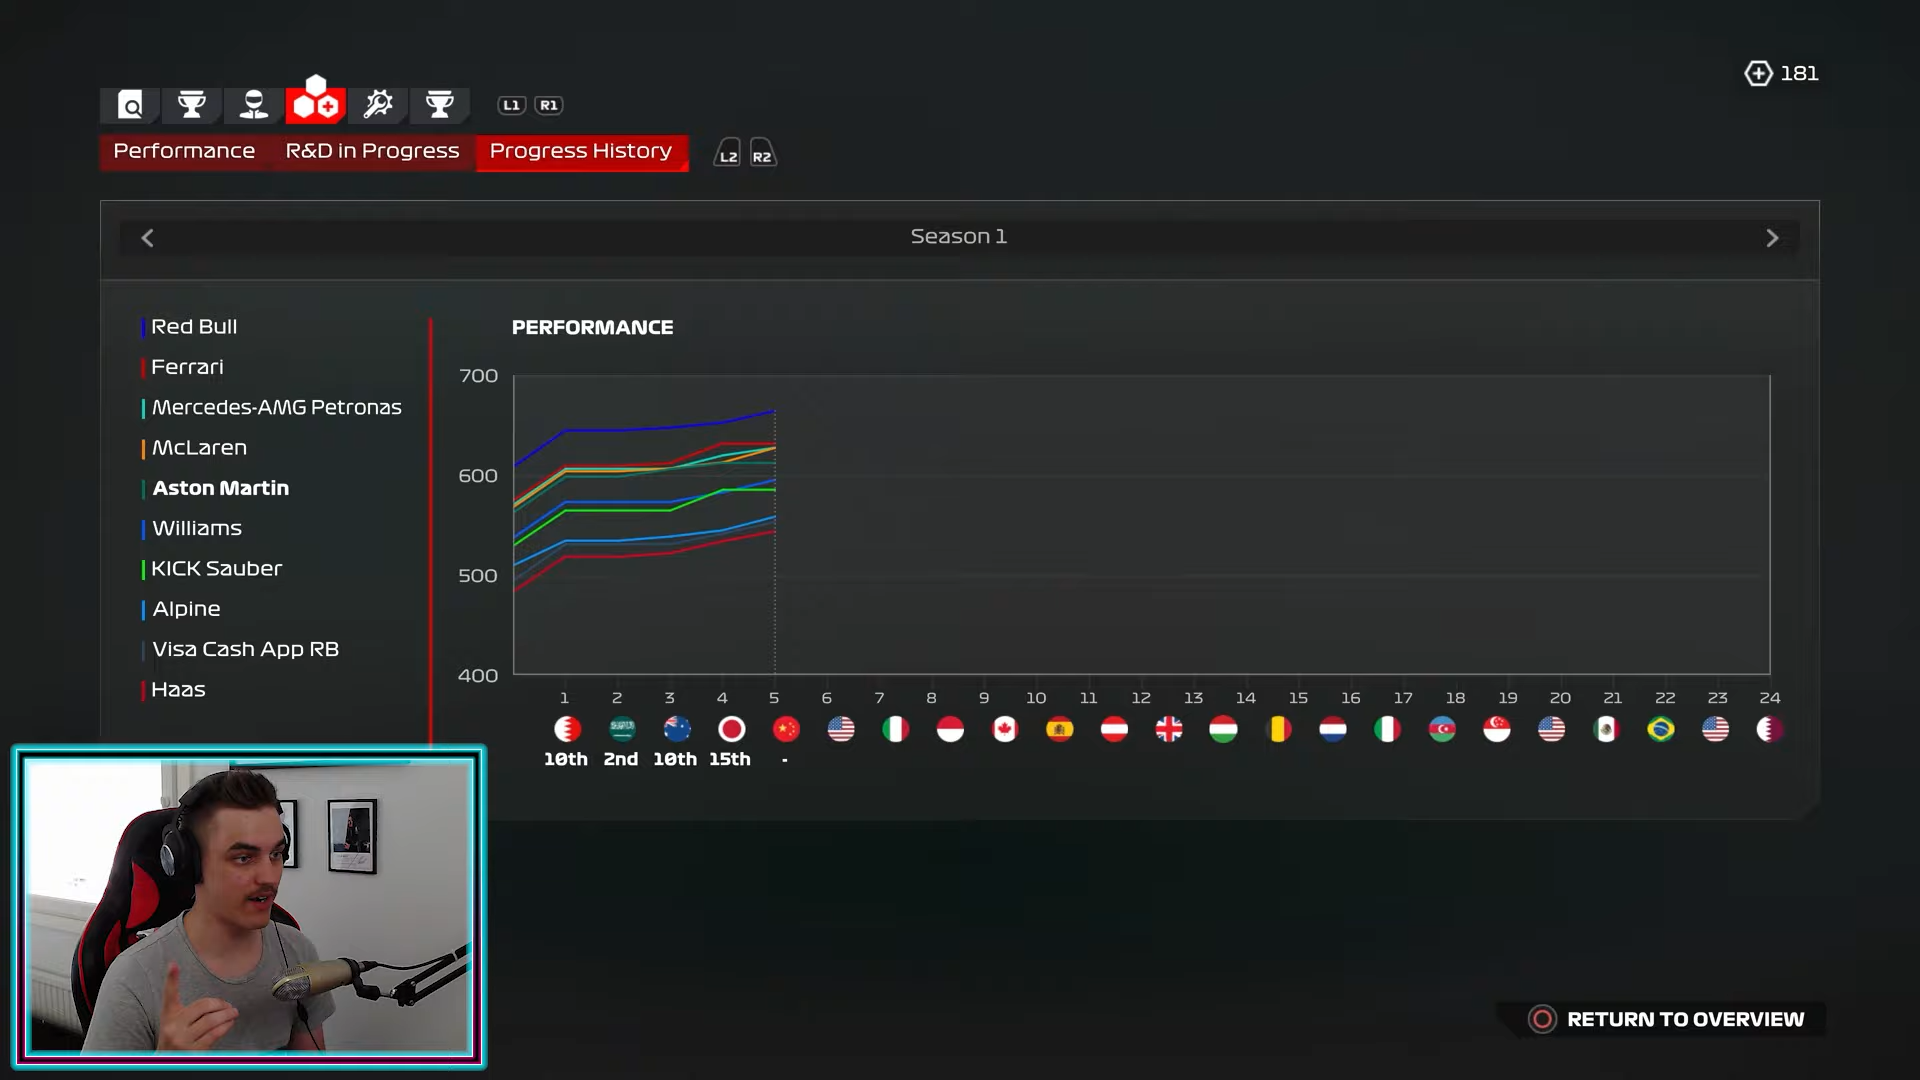 181
L1 R1
Performance R&D in Progress Progress History L2 R2
Season 1
Red Bull
Ferrari
Mercedes-AMG Petronas
McLaren
Aston Martin
Williams
KICK Sauber
Alpine
Visa Cash App RB
Haas
PERFORMANCE
700
600
500
400
1 2 3 4 5 6 7 8 9 10 11 12 13 14 15 16 17 18 19 20 21 22 23 24
10th 2nd 10th 15th -
RETURN TO OVERVIEW